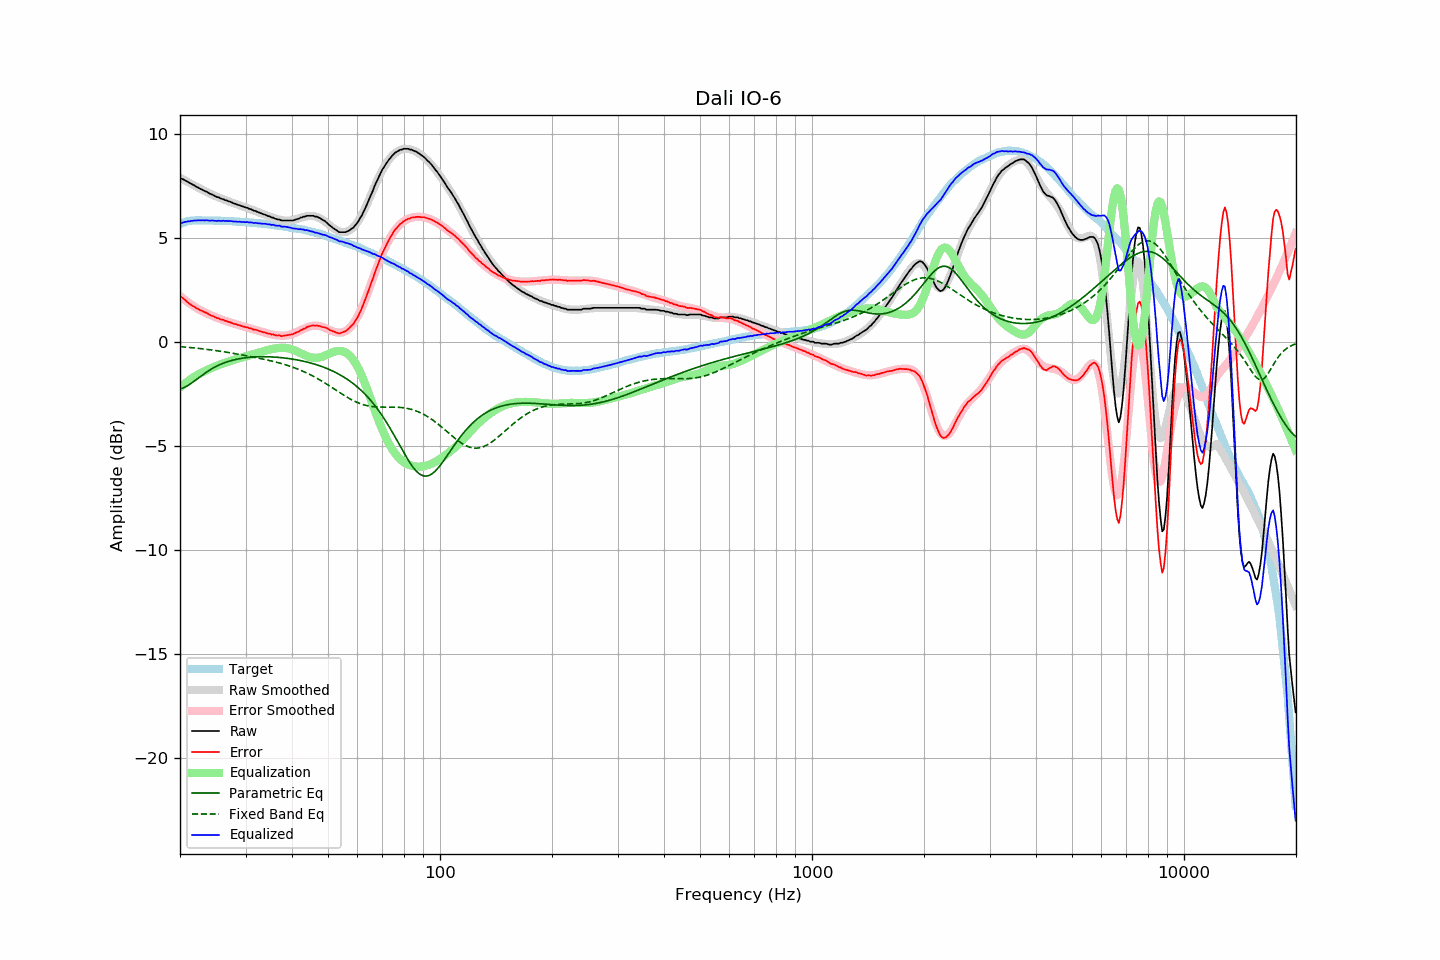 Dali IO-6
10
5
0
−5
−10
−15
−20
Amplitude (dBr)
Target
Raw Smoothed
Error Smoothed
Raw
Error
Equalization
Parametric Eq
Fixed Band Eq
Equalized
100
1000
10000
Frequency (Hz)